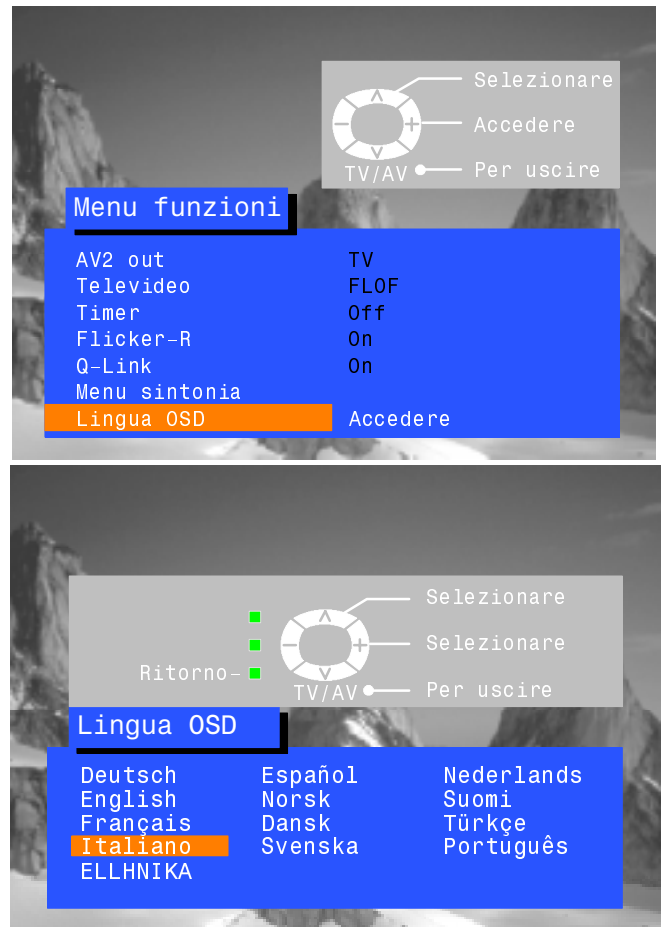 Selezionare
Accedere
TV/AV Per uscire
Menu funzioni
AV2 out TV
Televideo FLOF
Timer Off
Flicker-R On
Q-Link On
Menu sintonia
Lingua OSD Accedere
Selezionare
Selezionare
Ritorno-
TV/AV Per uscire
Lingua OSD
Deutsch Español Nederlands
English Norsk Suomi
Français Dansk Türkçe
Italiano Svenska Português
ELLHNIKA